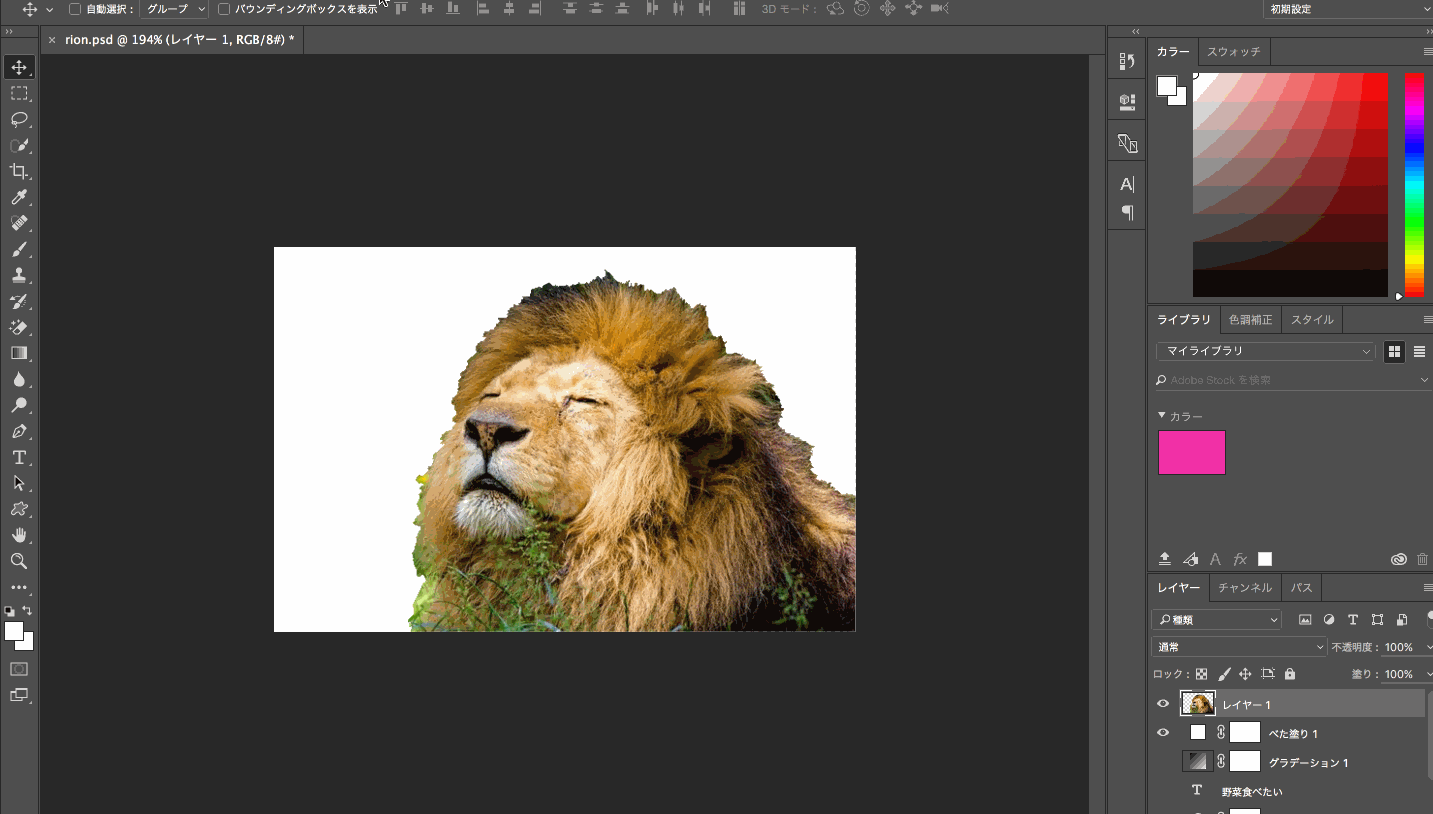 自動選択：
グループ
バウンディングボックスを表示
3D モード：
初期設定
rion.psd @ 194% (レイヤー 1, RGB/8#) *
カラー
スウォッチ
A
ライブラリ
色調補正
スタイル
マイライブラリ
Adobe Stock を検索
カラー
A
fx
レイヤー
チャンネル
パス
種類
T
通常
不透明度：
100%
ロック：
塗り：
100%
レイヤー 1
べた塗り 1
グラデーション 1
T
野菜食べたい
T